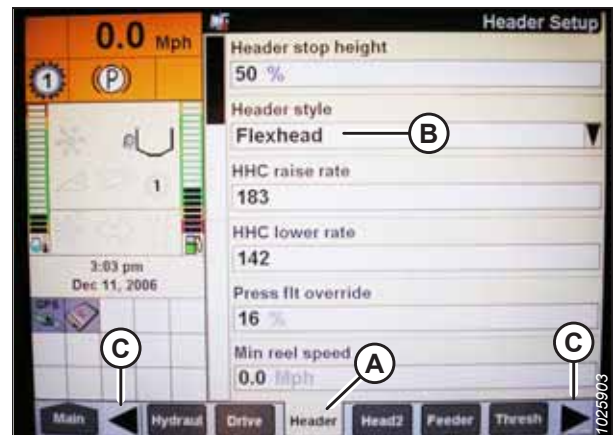 0.0 Mph
Header Setup
1
P
Header stop height
50 %
Header style
Flexhead
B
HHC raise rate
183
1
HHC lower rate
142
3:03 pm
Dec 11, 2006
Press flt override
16 %
GPS
Min reel speed
0.0 Mph
C
A
C
Main
Hydraul
Drive
Header
Head2
Feeder
Thresh
1025903